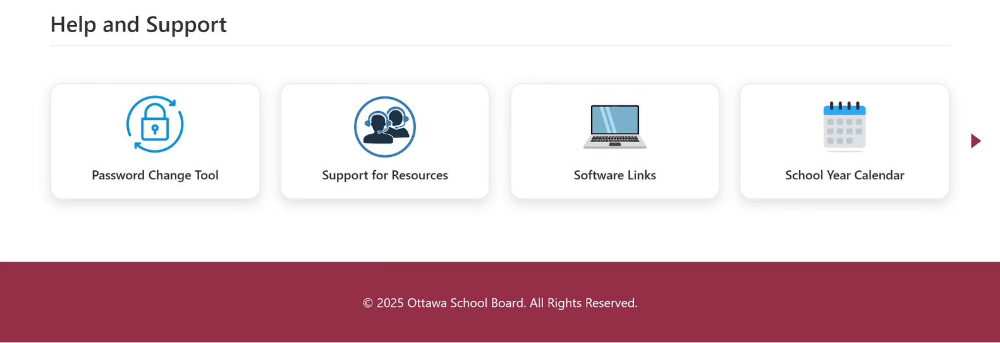 Help and Support
Password Change Tool
Support for Resources
Software Links
School Year Calendar
© 2025 Ottawa School Board. All Rights Reserved.